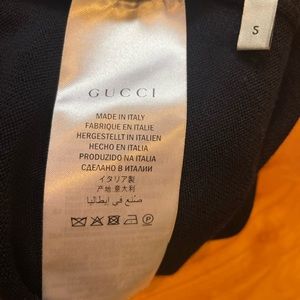 S
GUCCI
MADE IN ITALY
FABRIQUE EN ITALIE
HERGESTELLT IN ITALIEN
HECHO EN ITALIA
PRODUZIDO NA ITALIA
СДЕЛАНО В ИТАЛИИ
イタリア製
产地 意大利
صنع في إيطاليا
P